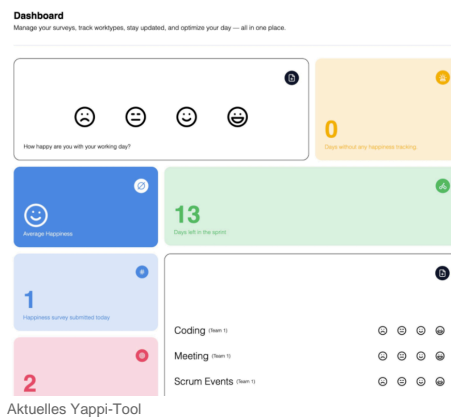 Dashboard
Manage your surveys, track worktypes, stay updated, and optimize your day — all in one place.
How happy are you with your working day?
0
Days without any happiness tracking
Average Happiness
13
Days left in the sprint
1
Happiness survey submitted today
#
2
Coding (Team 1)
Meeting (Team 1)
Scrum Events (Team 1)
Aktuelles Yappi-Tool